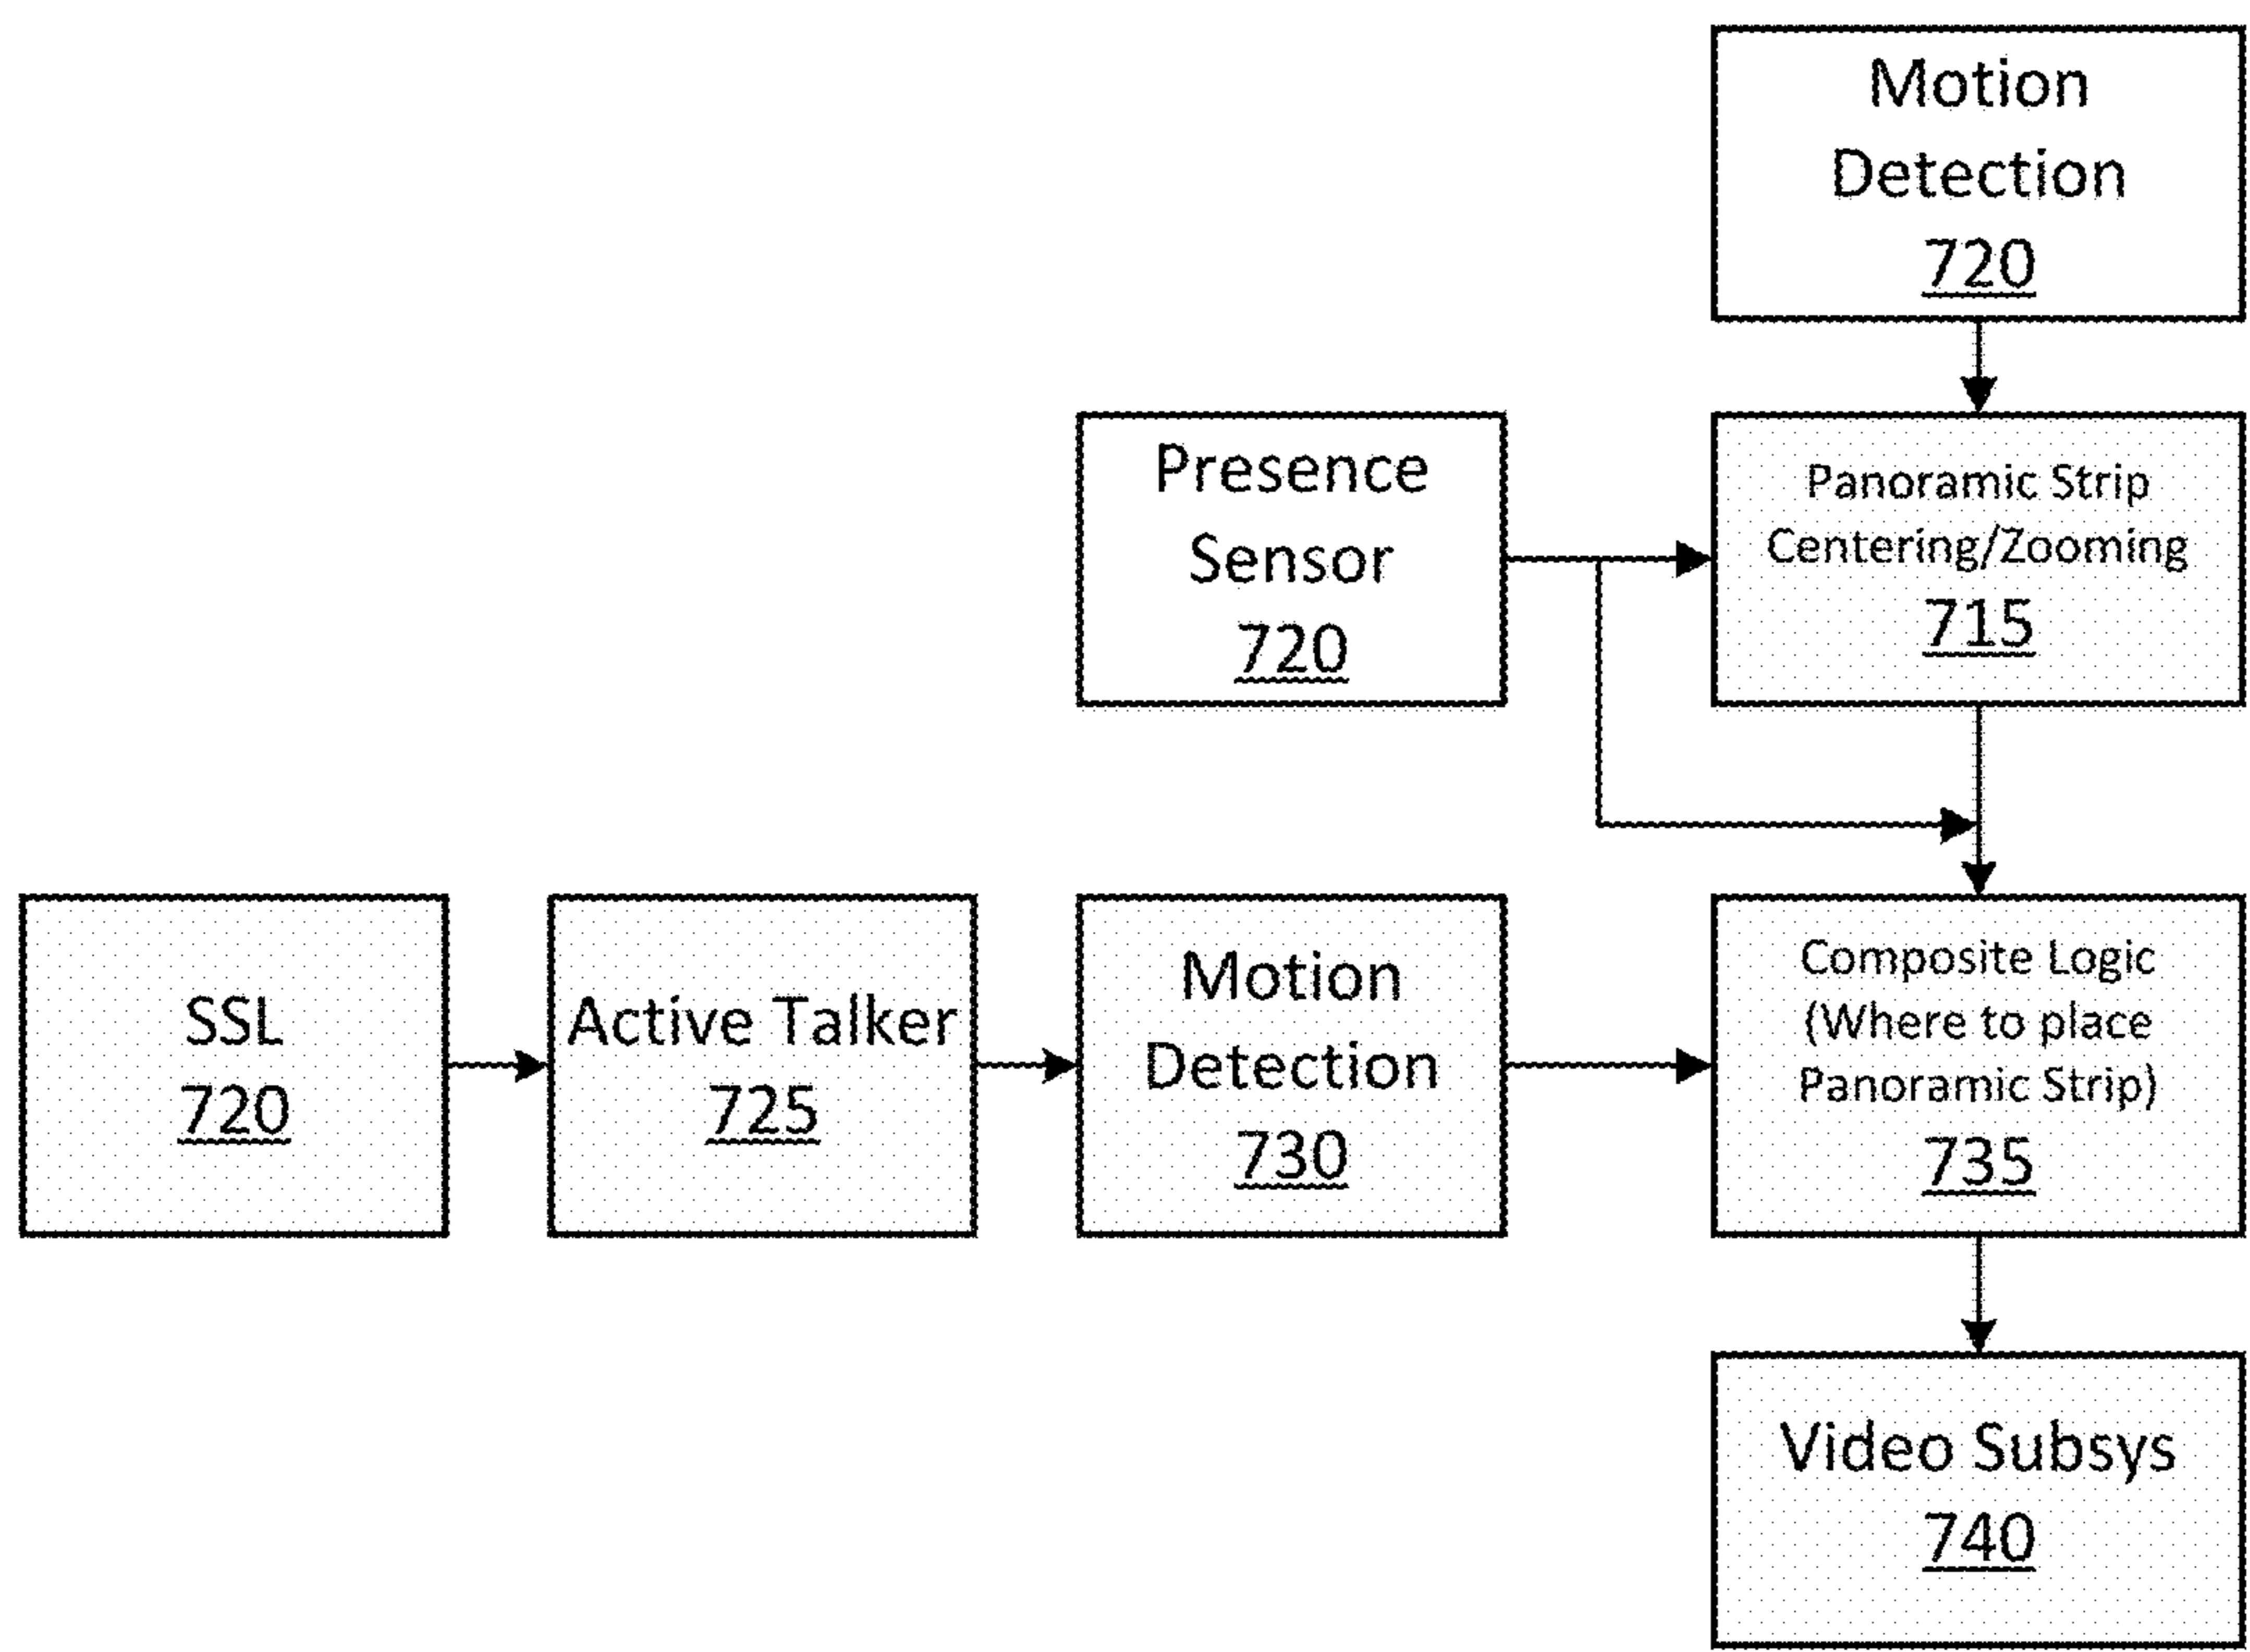 Motion
Detection
720
Presence
Sensor
720
Panoramic Strip
Centering/Zooming
715
SSL
720
Active Talker
725
Motion
Detection
730
Composite Logic
(Where to place
Panoramic Strip)
735
Video Subsys
740